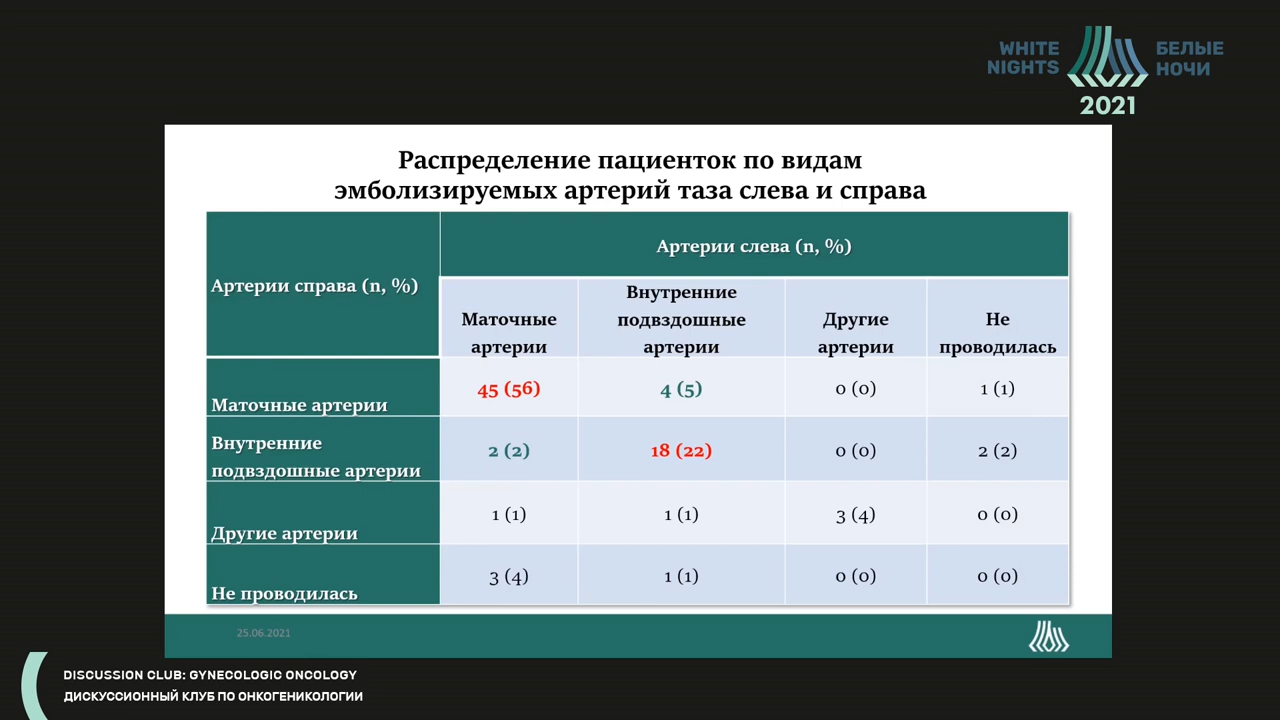 WHITE
NIGHTS
БЕЛЫЕ
НОЧИ
2021
Распределение пациенток по видам
эмболизируемых артерий таза слева и справа
Артерии справа (n, %)
Артерии слева (n, %)
Маточные
артерии
Внутренние
подвздошные
артерии
Другие
артерии
Не
проводилась
Маточные артерии
45 (56)
4 (5)
0 (0)
1 (1)
Внутренние
подвздошные артерии
2 (2)
18 (22)
0 (0)
2 (2)
Другие артерии
1 (1)
1 (1)
3 (4)
0 (0)
Не проводилась
3 (4)
1 (1)
0 (0)
0 (0)
25.06.2021
DISCUSSION CLUB: GYNECOLOGIC ONCOLOGY
ДИСКУССИОННЫЙ КЛУБ ПО ОНКОГЕНИКОЛОГИИ